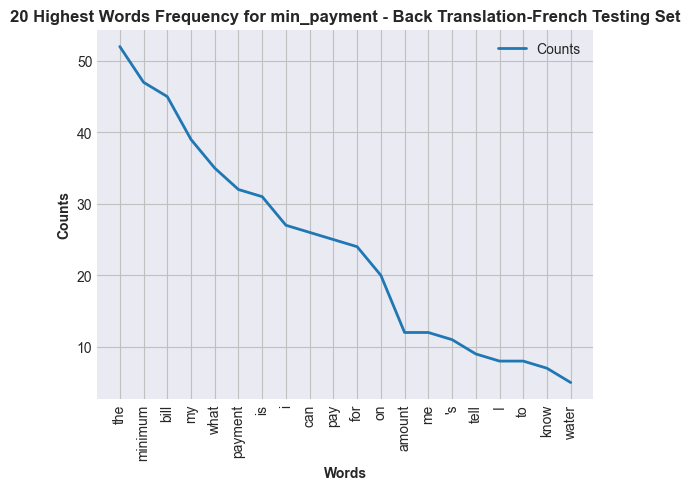 20 Highest Words Frequency for min_payment - Back Translation-French Testing Set
Counts
50
40
30
20
10
Counts
the
minimum
bill
my
what
payment
is
i
can
pay
for
on
amount
me
's
tell
I
to
know
water
Words